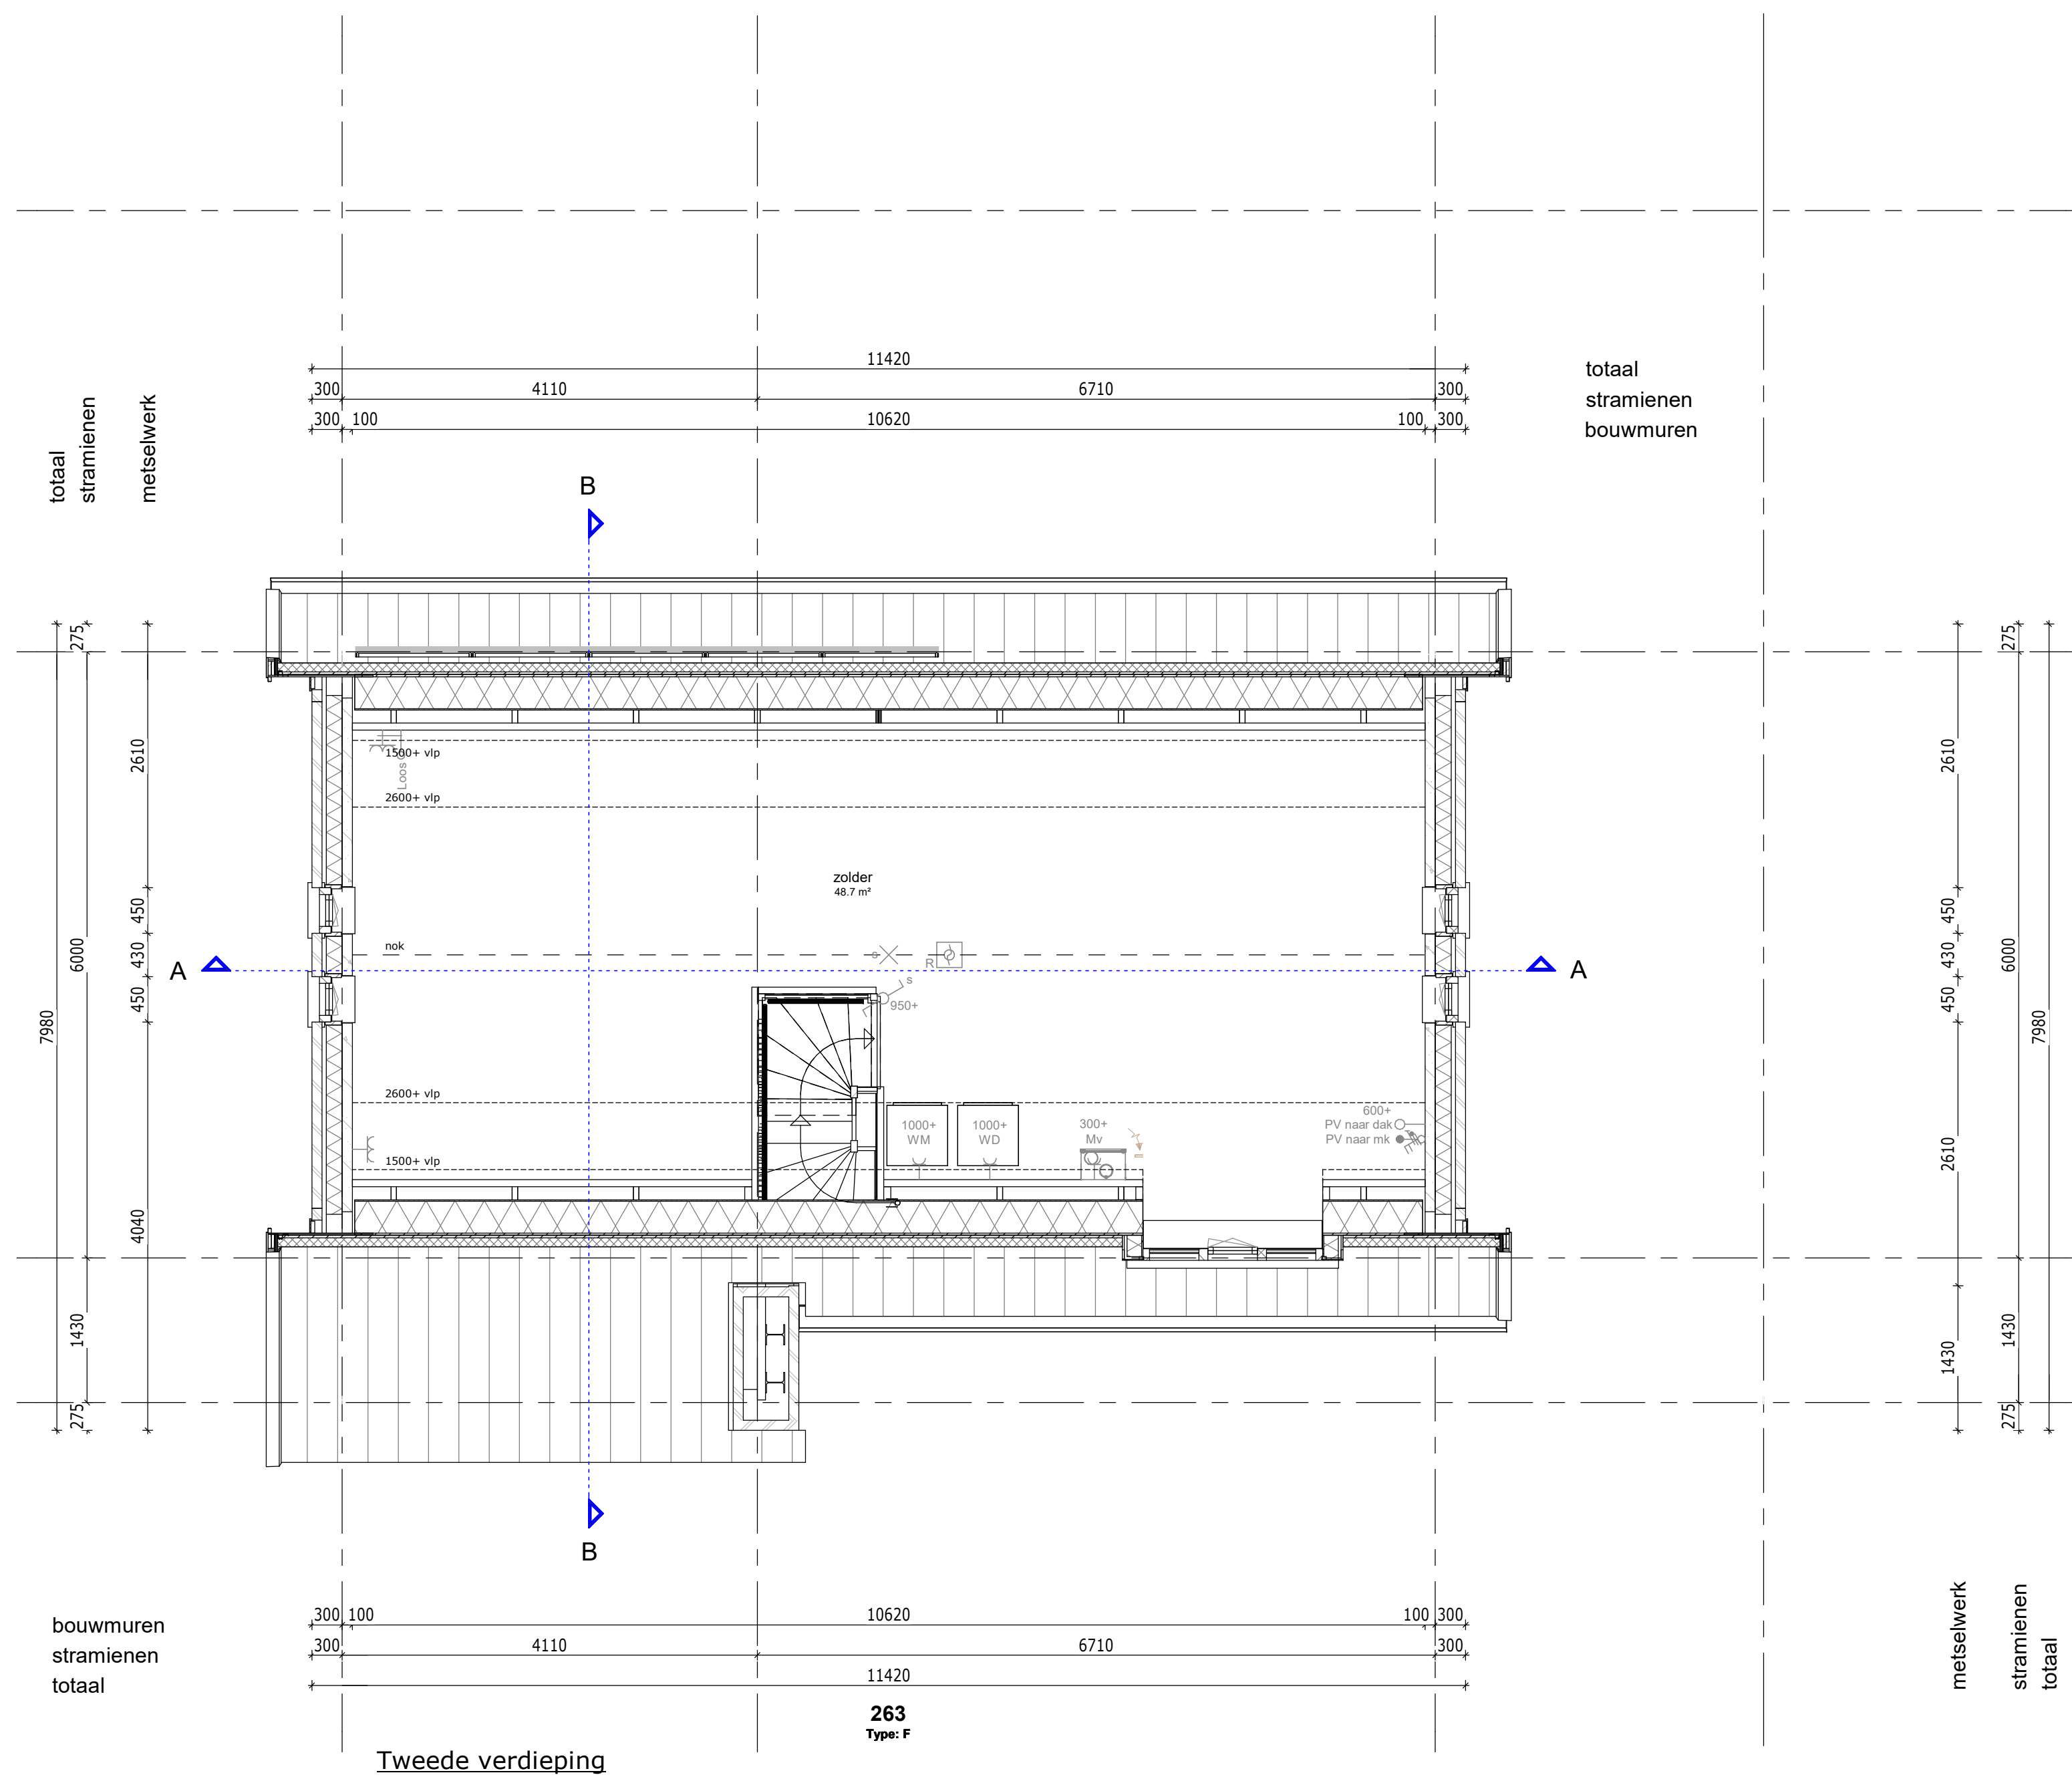 11420
totaal
300 4110 6710 300
stramienen
300 100 10620 100 300
bouwmuren
totaal
stramienen
metselwerk
B
275
275
2610
2610
1500+ vlp
Loos
2600+ vlp
zolder
48.7 m²
450
450
nok
s
R
430
6000
430
6000
A
A
s
950+
450
450
7980
7980
2600+ vlp
1000+
WM
1000+
WD
300+
Mv
600+
PV naar dak
PV naar mk
1500+ vlp
2610
4040
1430
1430
1430
275
275
B
bouwmuren
300 100 10620 100 300
stramienen
300 4110 6710 300
totaal
11420
metselwerk
stramienen
totaal
263
Type: F
Tweede verdieping